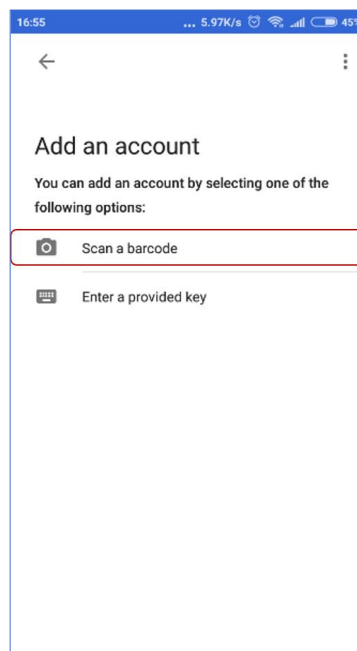 16:55 ... 5.97K/s 45%
Add an account
You can add an account by selecting one of the
following options:
Scan a barcode
Enter a provided key